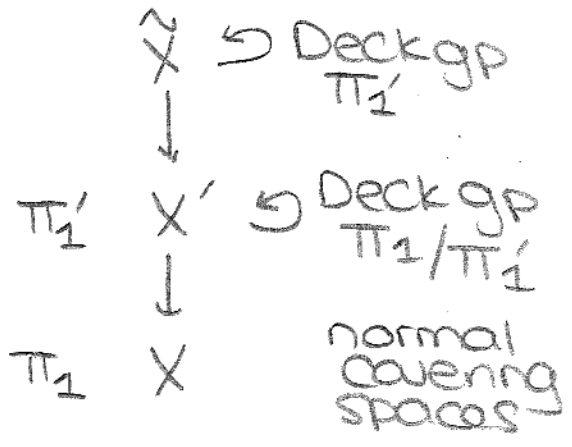 X̃ Deck gp
π₁′
π₁′ X′ Deck gp
π₁/π₁′
π₁ X normal
covering
spaces